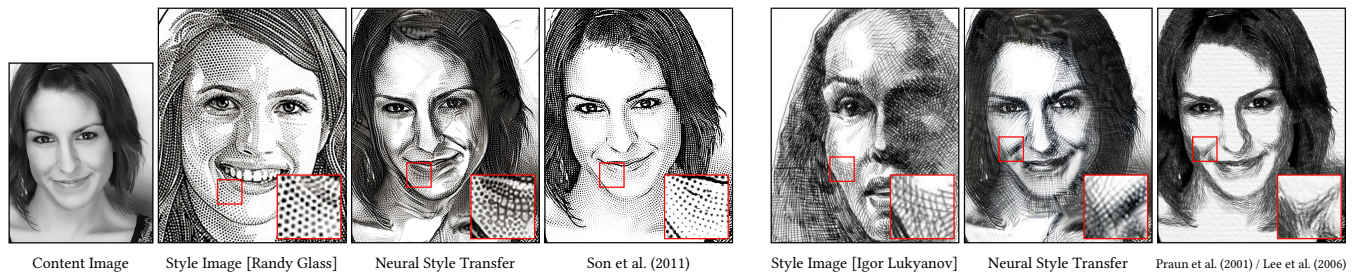 Content Image
Style Image [Randy Glass]
Neural Style Transfer
Son et al. (2011)
Style Image [Igor Lukyanov]
Neural Style Transfer
Praun et al. (2001) / Lee et al. (2006)